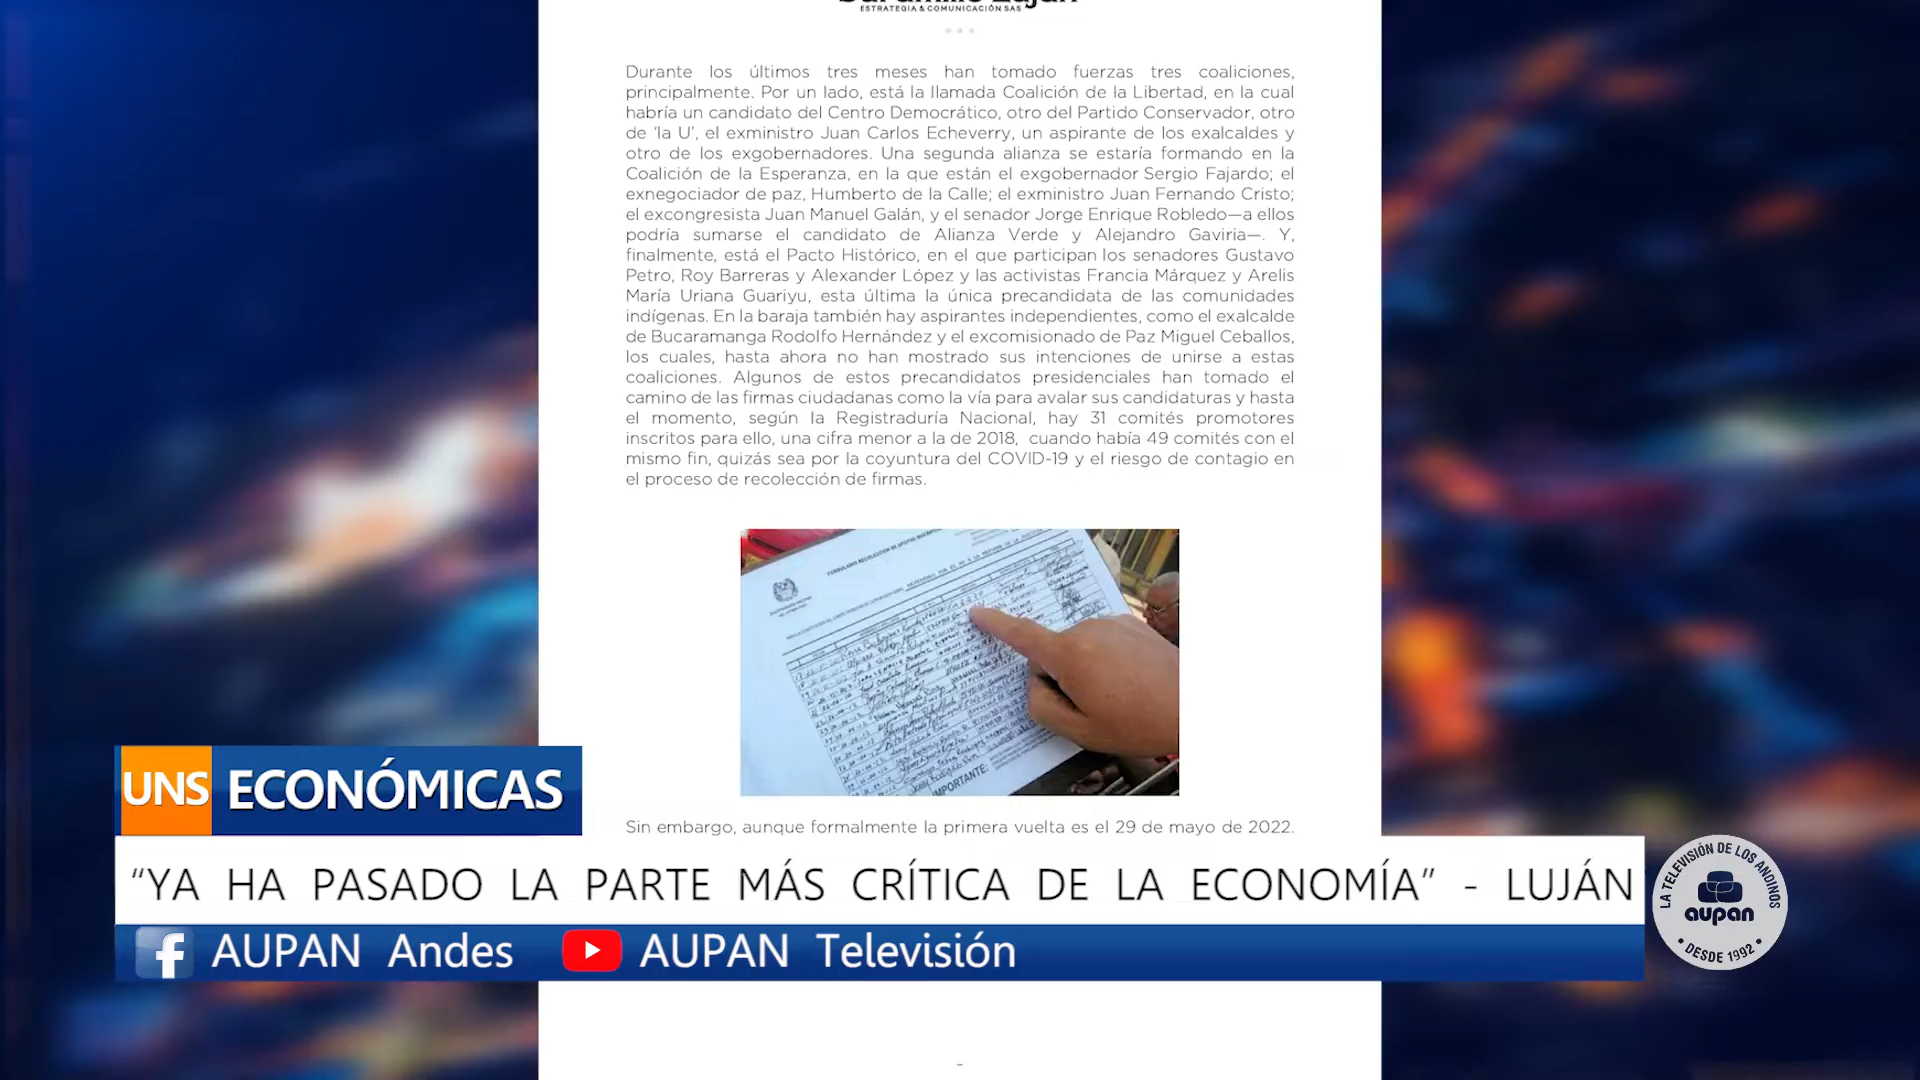 ESTRATEGIA & COMUNICACIÓN SAS
Durante los últimos tres meses han tomado fuerzas tres coaliciones,
principalmente. Por un lado, está la llamada Coalición de la Libertad, en la cual
habría un candidato del Centro Democrático, otro del Partido Conservador, otro
de 'la U', el exministro Juan Carlos Echeverry, un aspirante de los exalcaldes y
otro de los exgobernadores. Una segunda alianza se estaría formando en la
Coalición de la Esperanza, en la que están el exgobernador Sergio Fajardo; el
exnegociador de paz, Humberto de la Calle; el exministro Juan Fernando Cristo;
el excongresista Juan Manuel Galán, y el senador Jorge Enrique Robledo—a ellos
podría sumarse el candidato de Alianza Verde y Alejandro Gaviria—. Y,
finalmente, está el Pacto Histórico, en el que participan los senadores Gustavo
Petro, Roy Barreras y Alexander López y las activistas Francia Márquez y Arelis
María Uriana Guariyu, esta última la única precandidata de las comunidades
indígenas. En la baraja también hay aspirantes independientes, como el exalcalde
de Bucaramanga Rodolfo Hernández y el excomisionado de Paz Miguel Ceballos,
los cuales, hasta ahora no han mostrado sus intenciones de unirse a estas
coaliciones. Algunos de estos precandidatos presidenciales han tomado el
camino de las firmas ciudadanas como la vía para avalar sus candidaturas y hasta
el momento, según la Registraduría Nacional, hay 31 comités promotores
inscritos para ello, una cifra menor a la de 2018, cuando había 49 comités con el
mismo fin, quizás sea por la coyuntura del COVID-19 y el riesgo de contagio en
el proceso de recolección de firmas.
IMPORTANTE:
Sin embargo, aunque formalmente la primera vuelta es el 29 de mayo de 2022.
UNS ECONÓMICAS
“YA HA PASADO LA PARTE MÁS CRÍTICA DE LA ECONOMÍA” - LUJÁN
AUPAN Andes AUPAN Televisión
LA TELEVISIÓN DE LOS ANDINOS
aupan
• DESDE 1992 •